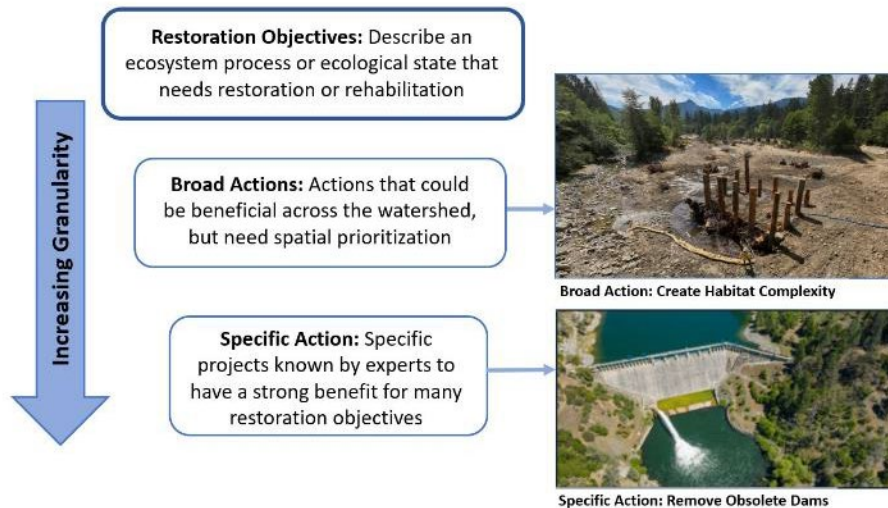 Restoration Objectives: Describe an
ecosystem process or ecological state that
needs restoration or rehabilitation
Increasing Granularity
Broad Actions: Actions that could
be beneficial across the watershed,
but need spatial prioritization
Broad Action: Create Habitat Complexity
Specific Action: Specific
projects known by experts to
have a strong benefit for many
restoration objectives
Specific Action: Remove Obsolete Dams